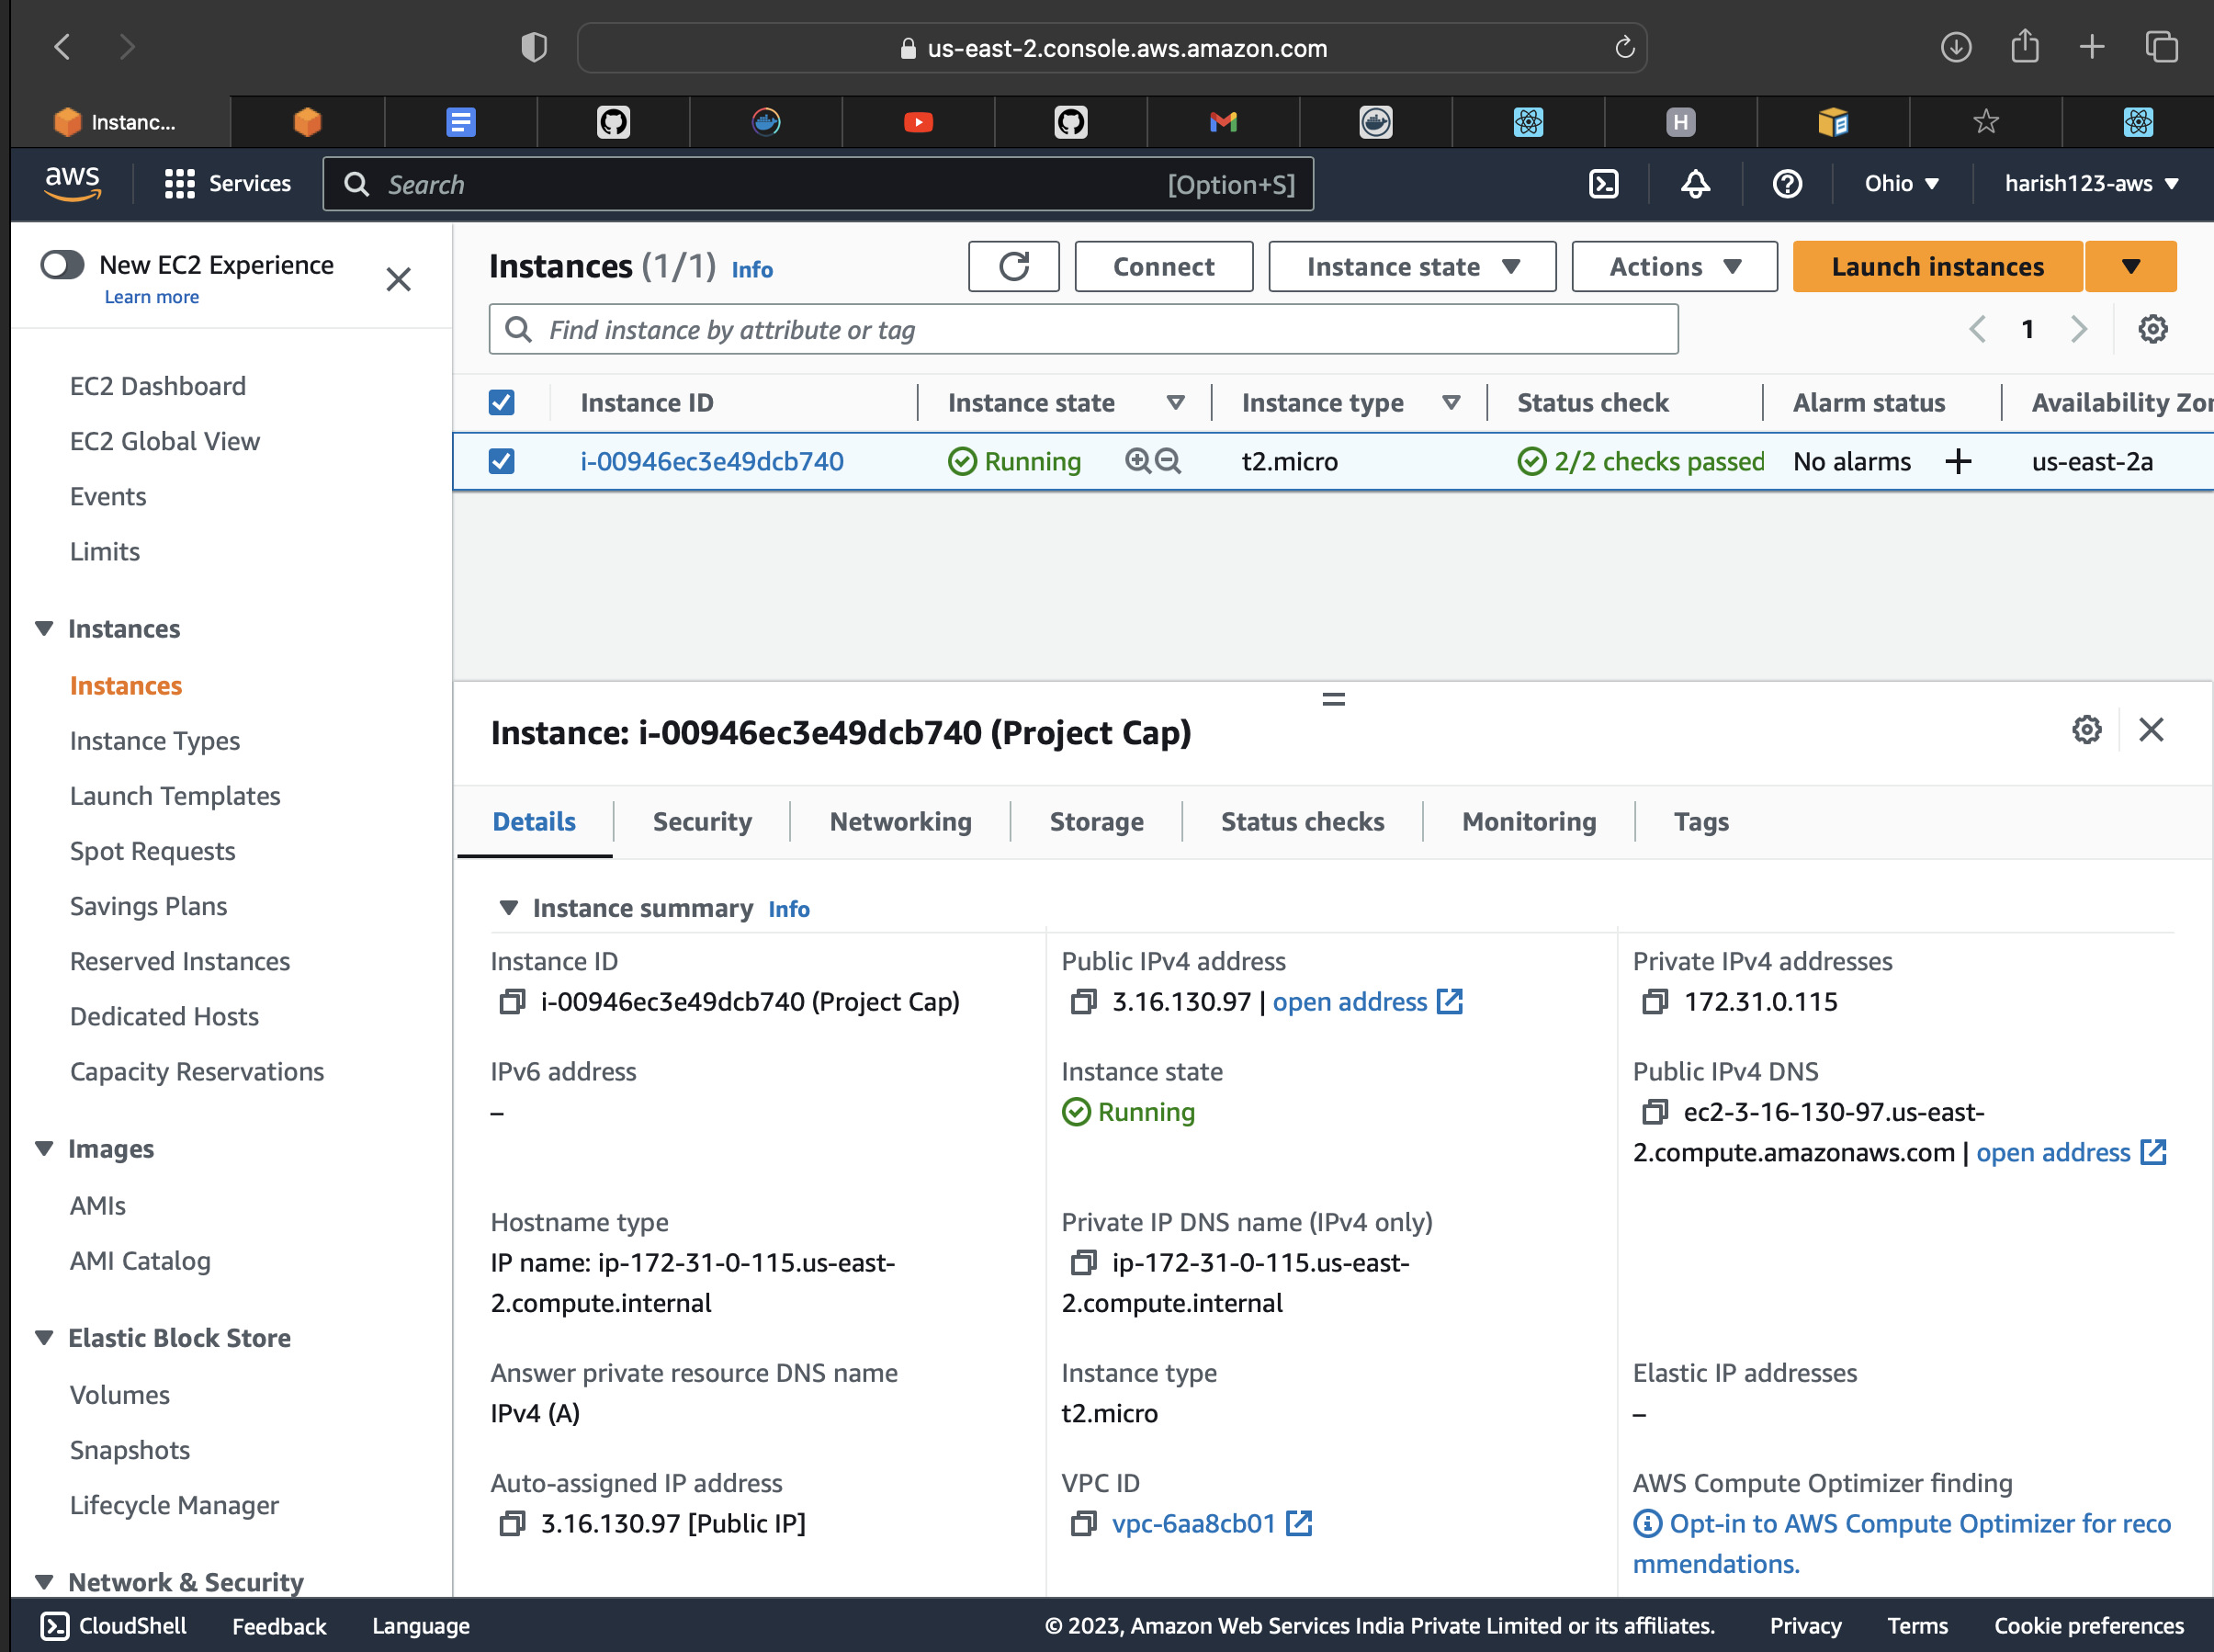 us-east-2.console.aws.amazon.com
Instanc...
H
aws
Services
Search
[Option+S]
Ohio
harish123-aws
New EC2 Experience
Learn more
EC2 Dashboard
EC2 Global View
Events
Limits
Instances
Instances
Instance Types
Launch Templates
Spot Requests
Savings Plans
Reserved Instances
Dedicated Hosts
Capacity Reservations
Images
AMIs
AMI Catalog
Elastic Block Store
Volumes
Snapshots
Lifecycle Manager
Network & Security
Instances (1/1) Info
Connect
Instance state
Actions
Launch instances
Find instance by attribute or tag
1
Instance ID
Instance state
Instance type
Status check
Alarm status
Availability Zon
i-00946ec3e49dcb740
Running
t2.micro
2/2 checks passed
No alarms
us-east-2a
Instance: i-00946ec3e49dcb740 (Project Cap)
Details
Security
Networking
Storage
Status checks
Monitoring
Tags
Instance summary Info
Instance ID
i-00946ec3e49dcb740 (Project Cap)
Public IPv4 address
3.16.130.97 | open address
Private IPv4 addresses
172.31.0.115
IPv6 address
–
Instance state
Running
Public IPv4 DNS
ec2-3-16-130-97.us-east-
2.compute.amazonaws.com | open address
Hostname type
IP name: ip-172-31-0-115.us-east-
2.compute.internal
Private IP DNS name (IPv4 only)
ip-172-31-0-115.us-east-
2.compute.internal
Answer private resource DNS name
IPv4 (A)
Instance type
t2.micro
Elastic IP addresses
–
Auto-assigned IP address
3.16.130.97 [Public IP]
VPC ID
vpc-6aa8cb01
AWS Compute Optimizer finding
Opt-in to AWS Compute Optimizer for reco
mmendations.
CloudShell
Feedback
Language
© 2023, Amazon Web Services India Private Limited or its affiliates.
Privacy
Terms
Cookie preferences